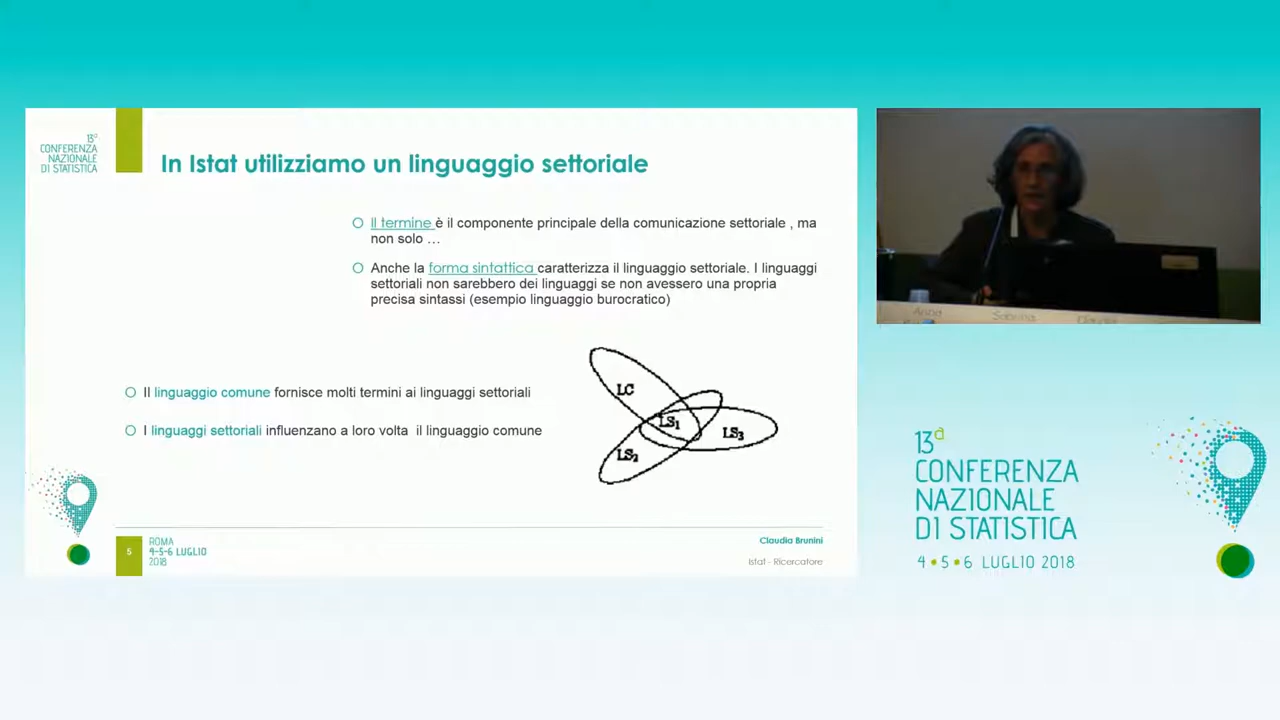 13ª
CONFERENZA
NAZIONALE
DI STATISTICA
In Istat utilizziamo un linguaggio settoriale
Il termine è il componente principale della comunicazione settoriale , ma
non solo …
Anche la forma sintattica caratterizza il linguaggio settoriale. I linguaggi
settoriali non sarebbero dei linguaggi se non avessero una propria
precisa sintassi (esempio linguaggio burocratico)
Il linguaggio comune fornisce molti termini ai linguaggi settoriali
I linguaggi settoriali influenzano a loro volta il linguaggio comune
LC
LS1
LS2
LS3
5
ROMA
4-5-6 LUGLIO
2018
Claudia Brunini
Istat - Ricercatore
Anna
Sabrina
Claudia
13ª
CONFERENZA
NAZIONALE
DI STATISTICA
4 • 5 • 6 LUGLIO 2018